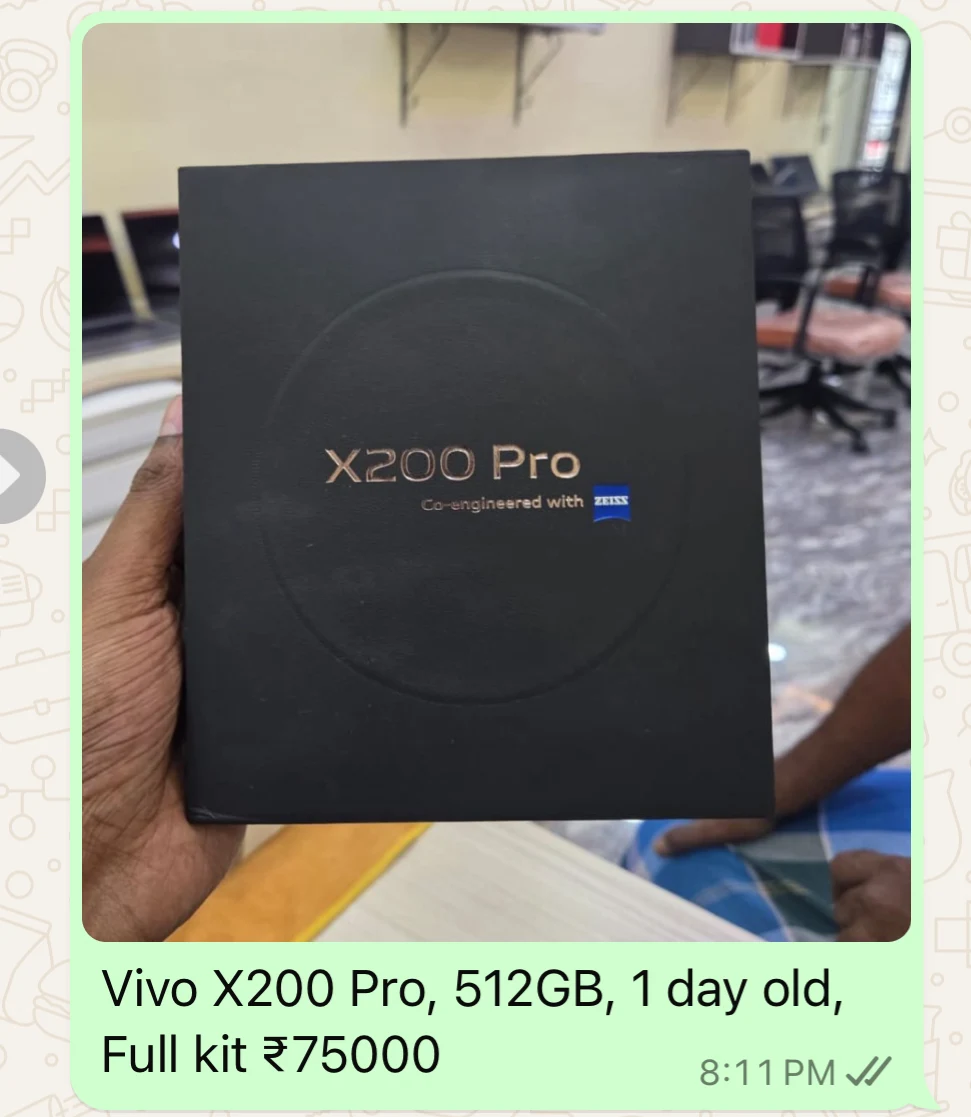 X200 Pro
Co-engineered with ZEISS
Vivo X200 Pro, 512GB, 1 day old,
Full kit ₹75000
8:11 PM